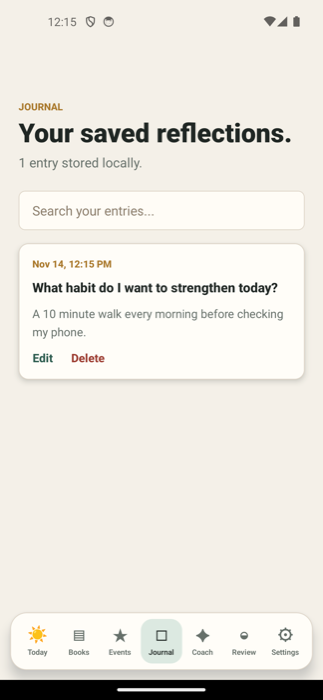 12:15
JOURNAL
Your saved reflections.
1 entry stored locally.
Search your entries...
Nov 14, 12:15 PM
What habit do I want to strengthen today?
A 10 minute walk every morning before checking
my phone.
Edit Delete
Today Books Events Journal Coach Review Settings